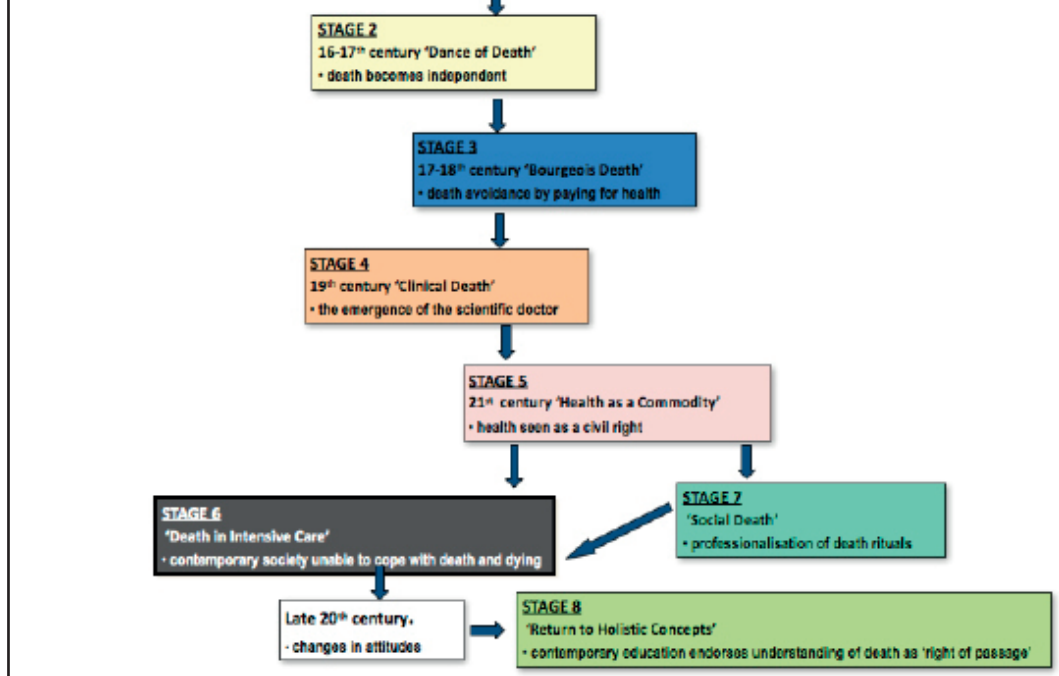 STAGE 2
16-17th century ‘Dance of Death’
• death becomes independent
STAGE 3
17-18th century ‘Bourgeois Death’
• death avoidance by paying for health
STAGE 4
19th century ‘Clinical Death’
• the emergence of the scientific doctor
STAGE 5
21st century ‘Health as a Commodity’
• health seen as a civil right
STAGE 6
‘Death in Intensive Care’
• contemporary society unable to cope with death and dying
STAGE 7
‘Social Death’
• professionalisation of death rituals
Late 20th century.
- changes in attitudes
STAGE 8
‘Return to Holistic Concepts’
• contemporary education endorses understanding of death as ‘right of passage’